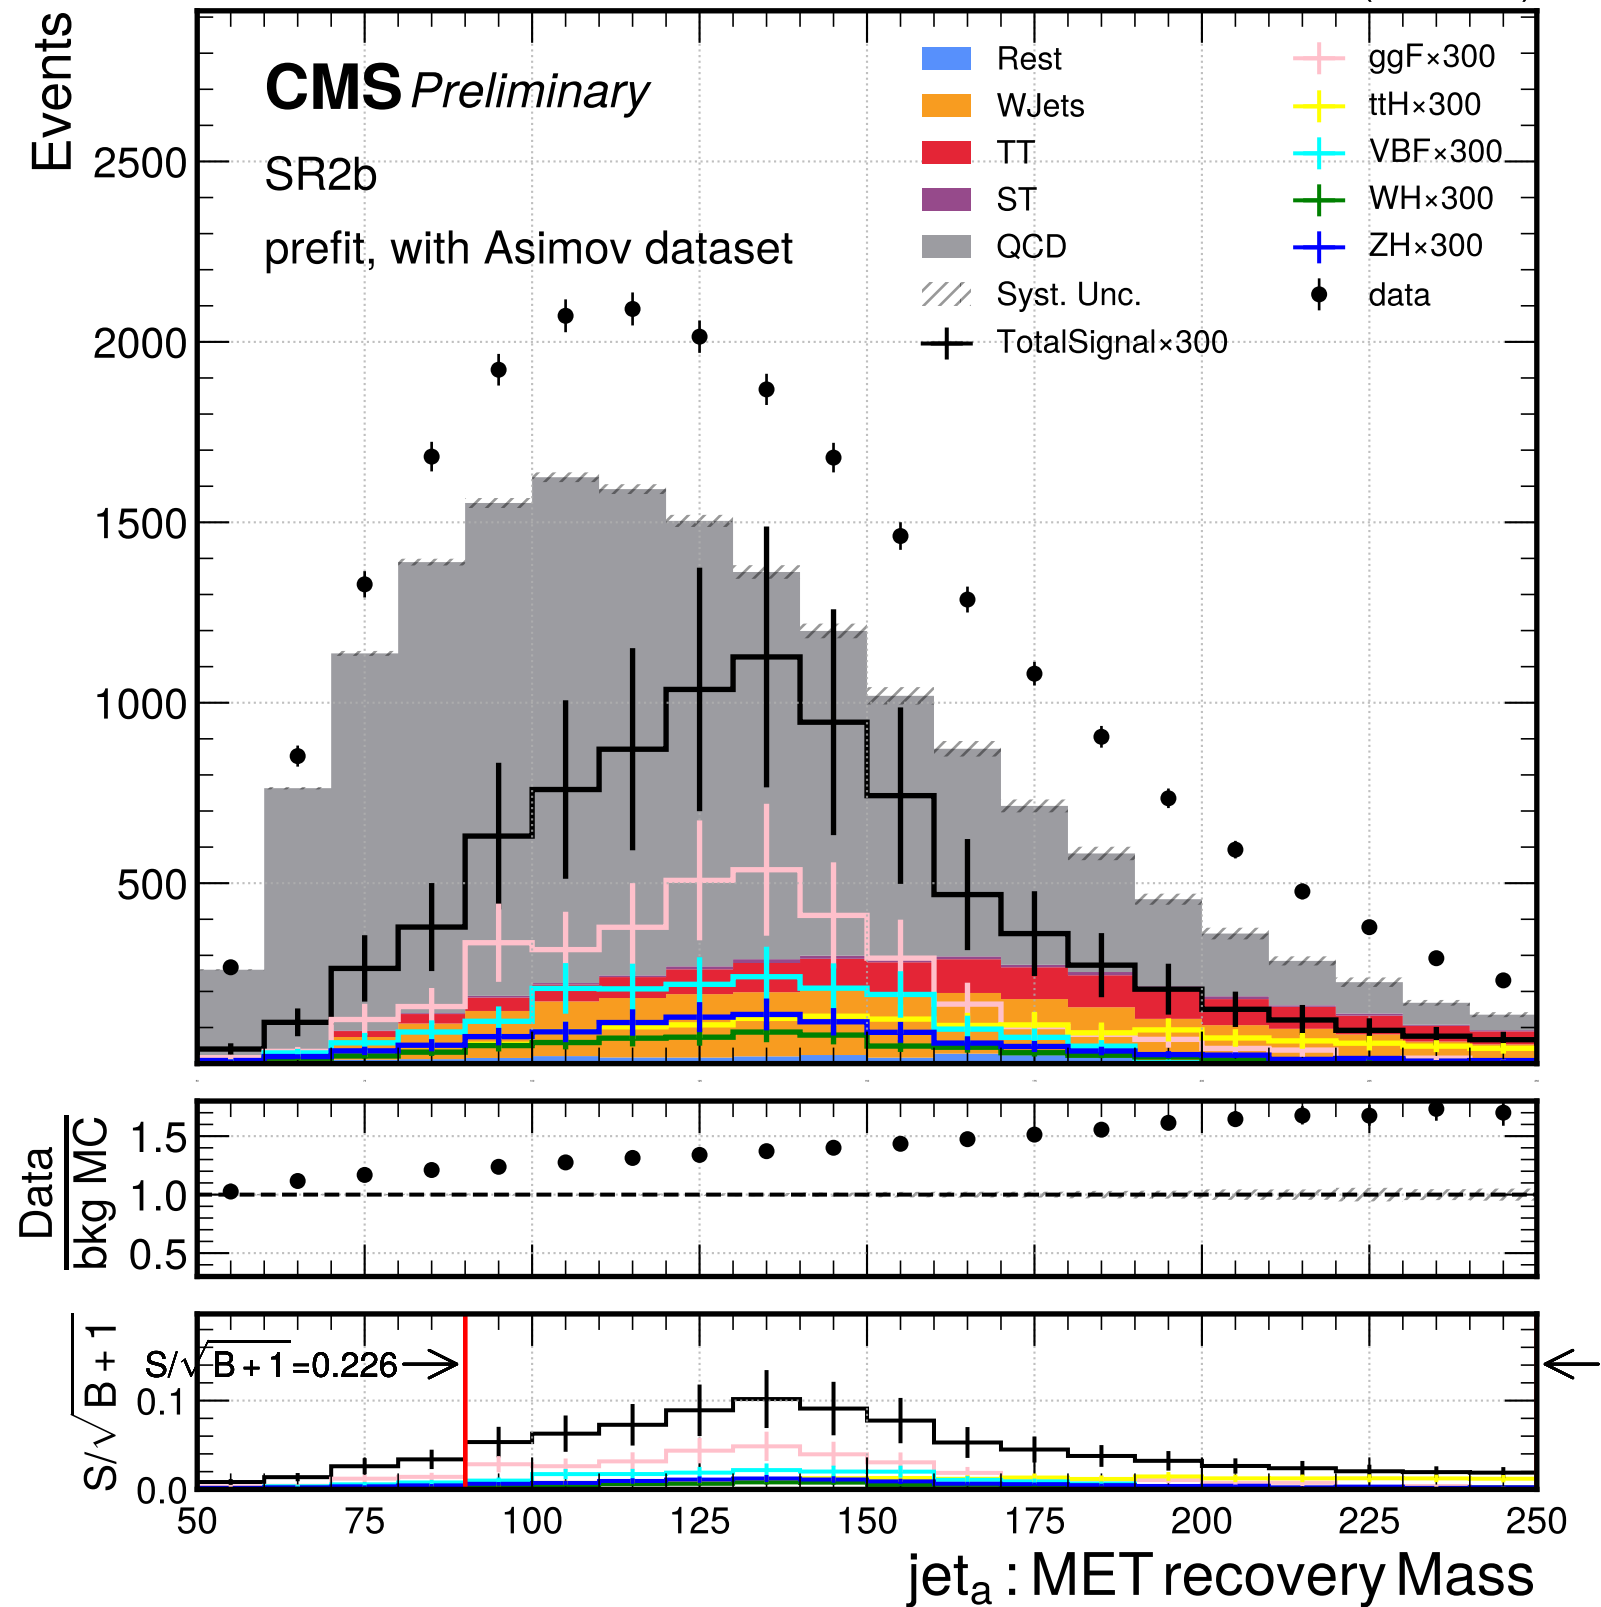 Events
CMS Preliminary
SR2b
prefit, with Asimov dataset
Rest
WJets
TT
ST
QCD
Syst. Unc.
TotalSignal×300
ggF×300
ttH×300
VBF×300
WH×300
ZH×300
data
2500
2000
1500
1000
500
Data
bkg MC
1.5
1.0
0.5
S/√B + 1
S/√B + 1=0.226
0.1
0.0
50 75 100 125 150 175 200 225 250
jetₐ : MET recovery Mass